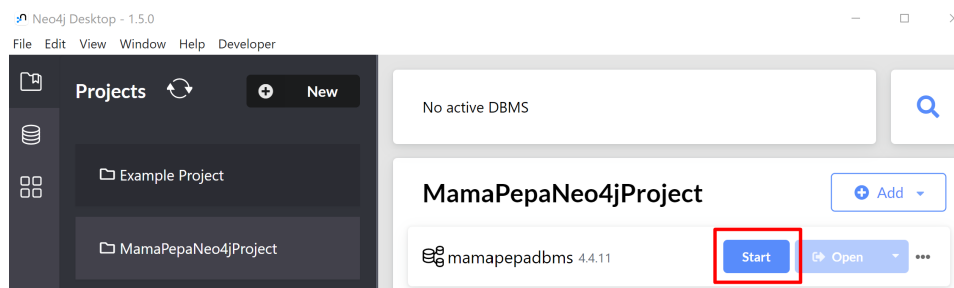 Neo4j Desktop - 1.5.0
File Edit View Window Help Developer
Projects
New
Example Project
MamaPepaNeo4jProject
No active DBMS
MamaPepaNeo4jProject
Add
mamapepadbms 4.4.11
Start
Open